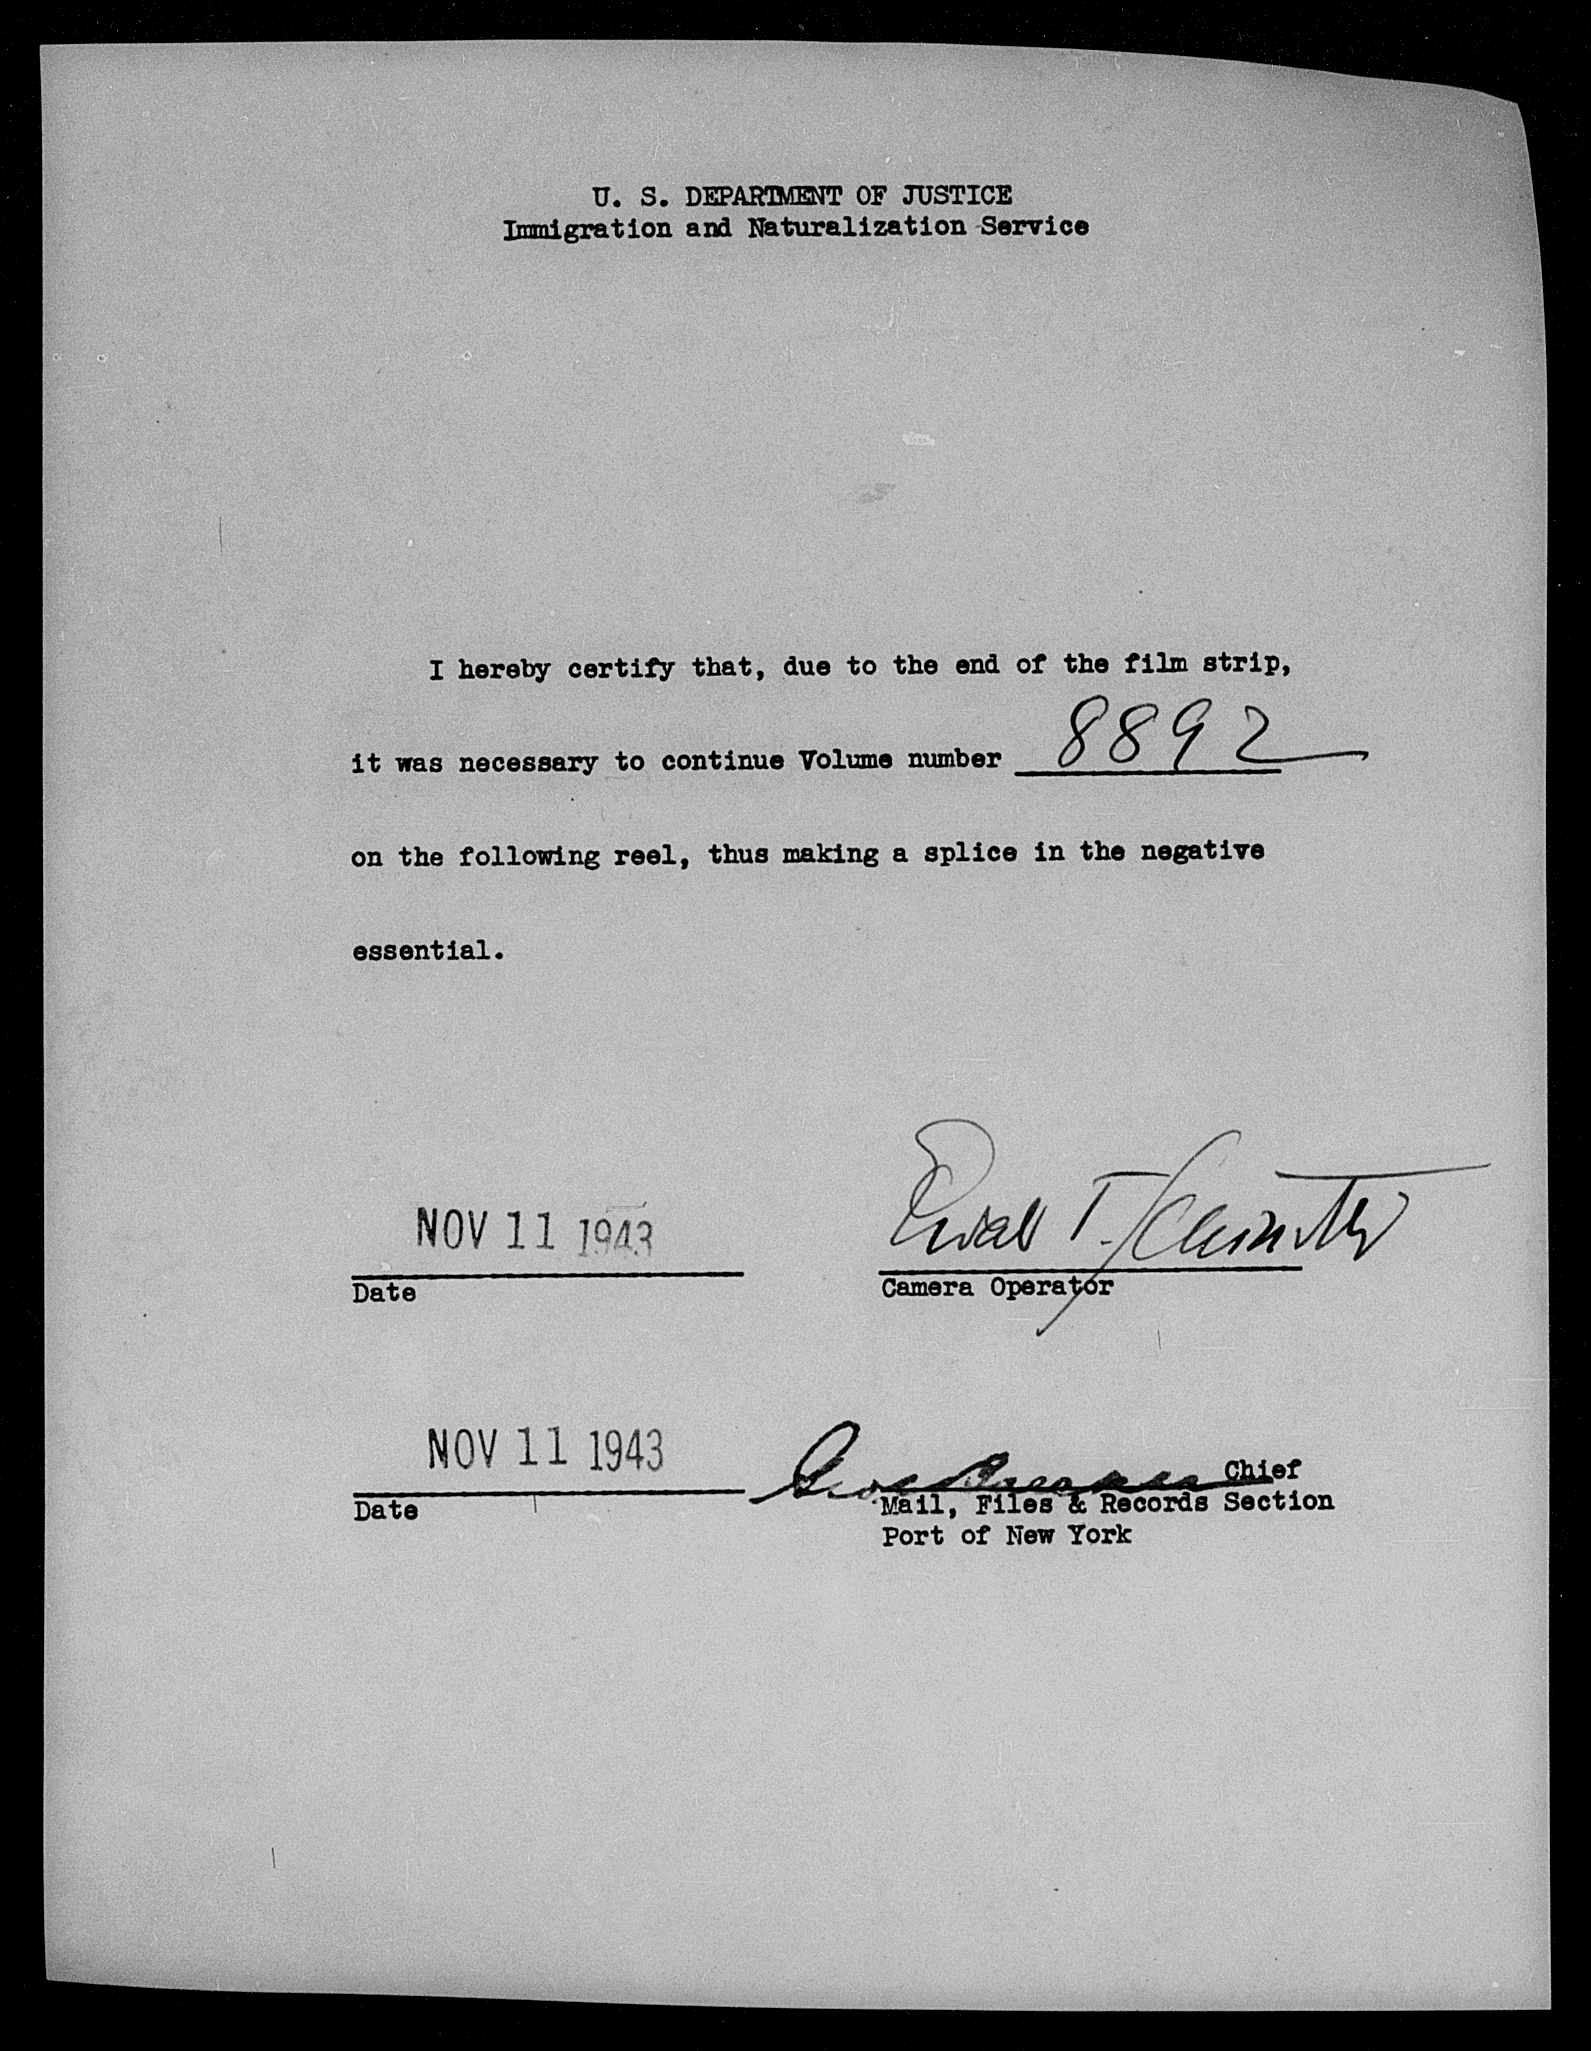 U. S. DEPARTMENT OF JUSTICE
Immigration and Naturalization Service
I hereby certify that, due to the end of the film strip,
it was necessary to continue Volume number 8892
on the following reel, thus making a splice in the negative
essential.
NOV 11 1943
Date
T.
Camera Operator
NOV 11 1943
Date
Chief
Mail, Files & Records Section
Port of New York